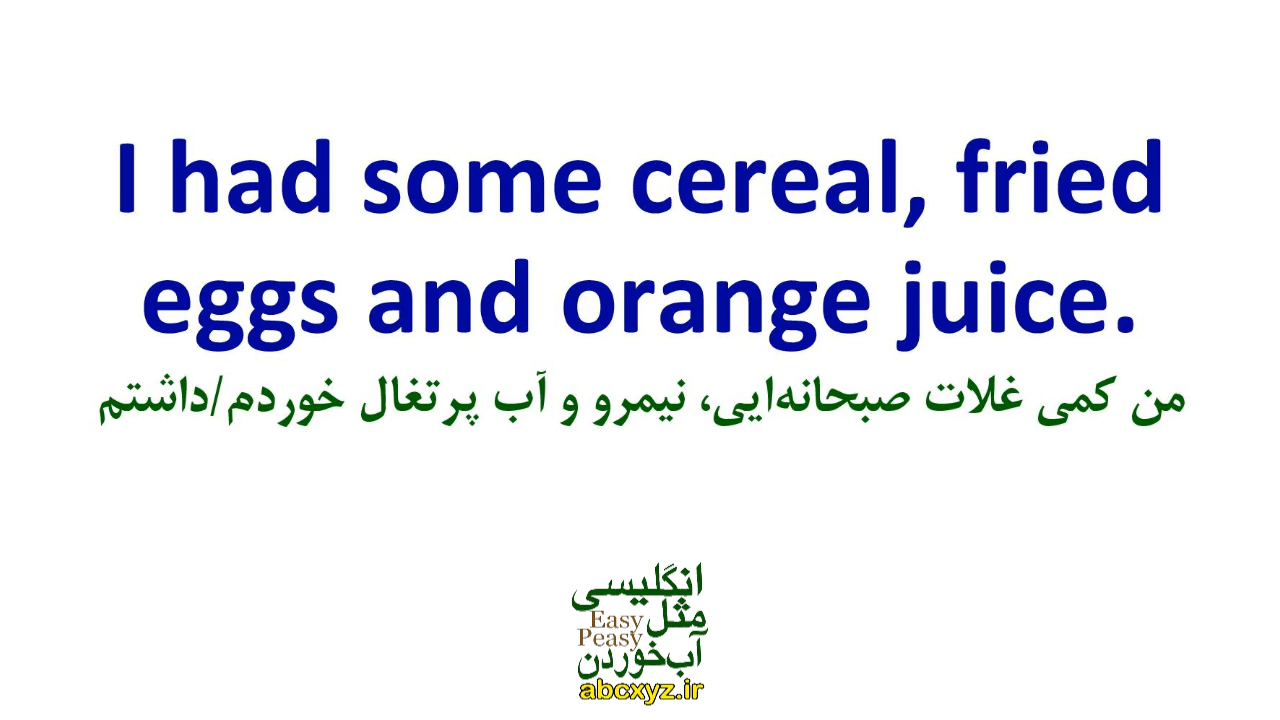 I had some cereal, fried
eggs and orange juice.
من کمی غلات صبحانه‌ایی، نیمرو و آب پرتغال خوردم/داشتم
انگلیسی
مثل
Easy
Peasy
آب‌خوردن
abcxyz.ir